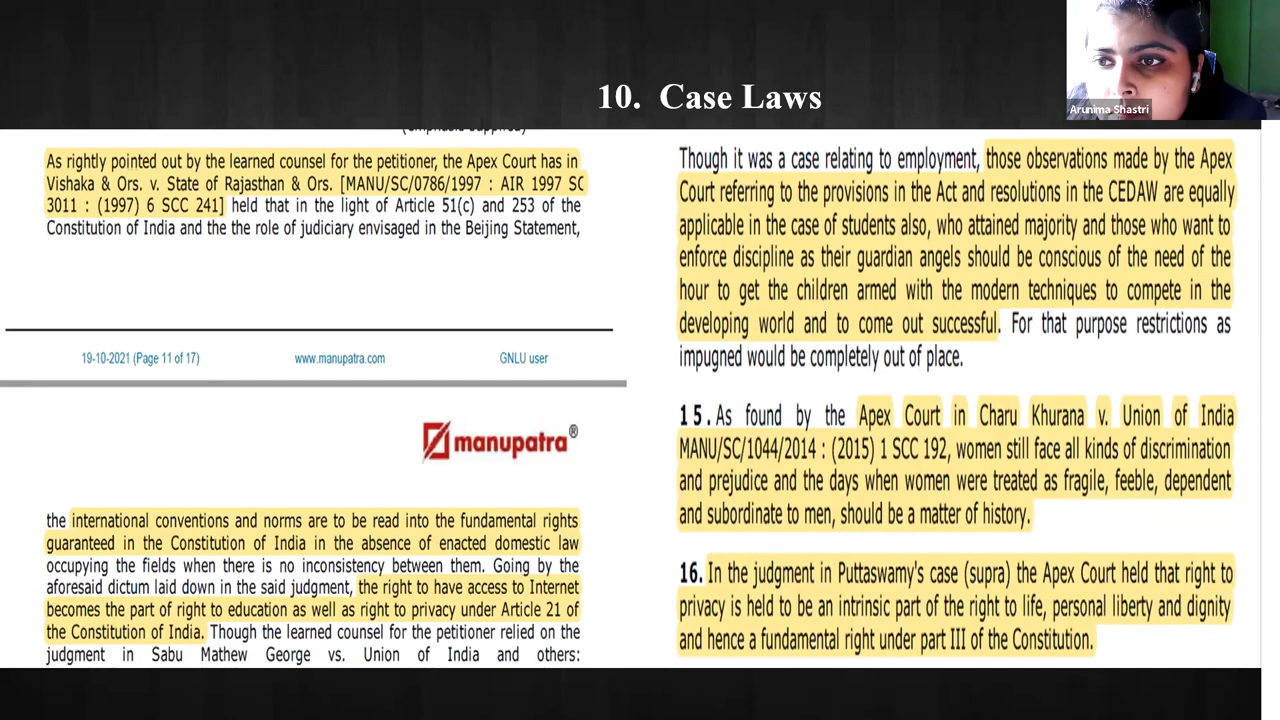 10. Case Laws
Arunima Shastri
(emphasis supplied)
As rightly pointed out by the learned counsel for the petitioner, the Apex Court has in
Vishaka & Ors. v. State of Rajasthan & Ors. [MANU/SC/0786/1997 : AIR 1997 SC
3011 : (1997) 6 SCC 241] held that in the light of Article 51(c) and 253 of the
Constitution of India and the the role of judiciary envisaged in the Beijing Statement,
19-10-2021 (Page 11 of 17) www.manupatra.com GNLU user
manupatra®
the international conventions and norms are to be read into the fundamental rights
guaranteed in the Constitution of India in the absence of enacted domestic law
occupying the fields when there is no inconsistency between them. Going by the
aforesaid dictum laid down in the said judgment, the right to have access to Internet
becomes the part of right to education as well as right to privacy under Article 21 of
the Constitution of India. Though the learned counsel for the petitioner relied on the
judgment in Sabu Mathew George vs. Union of India and others:
Though it was a case relating to employment, those observations made by the Apex
Court referring to the provisions in the Act and resolutions in the CEDAW are equally
applicable in the case of students also, who attained majority and those who want to
enforce discipline as their guardian angels should be conscious of the need of the
hour to get the children armed with the modern techniques to compete in the
developing world and to come out successful. For that purpose restrictions as
impugned would be completely out of place.
15. As found by the Apex Court in Charu Khurana v. Union of India
MANU/SC/1044/2014 : (2015) 1 SCC 192, women still face all kinds of discrimination
and prejudice and the days when women were treated as fragile, feeble, dependent
and subordinate to men, should be a matter of history.
16. In the judgment in Puttaswamy's case (supra) the Apex Court held that right to
privacy is held to be an intrinsic part of the right to life, personal liberty and dignity
and hence a fundamental right under part III of the Constitution.